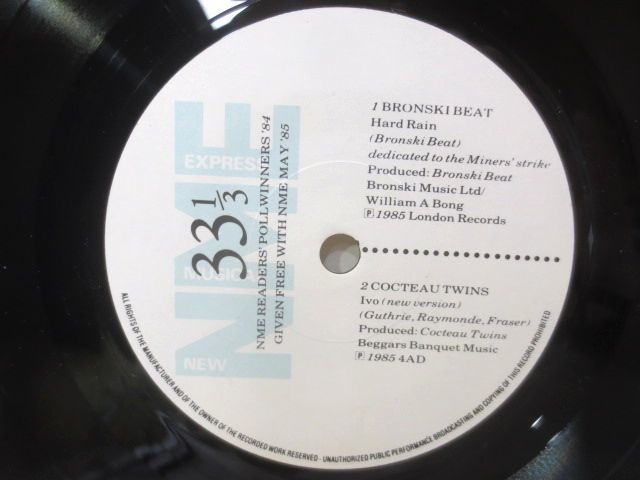 NEW
MUSICAL
EXPRESS
NME
33 1/3
NME READERS' POLL WINNERS '84
GIVEN FREE WITH NME MAY '85
1 BRONSKI BEAT
Hard Rain
(Bronski Beat)
dedicated to the Miners' strike
Produced: Bronski Beat
Bronski Music Ltd/
William A Bong
Ⓟ 1985 London Records
2 COCTEAU TWINS
Ivo (new version)
(Guthrie, Raymonde, Fraser)
Produced: Cocteau Twins
Beggars Banquet Music
Ⓟ 1985 4AD
ALL RIGHTS OF THE MANUFACTURER AND OF THE OWNER OF THE RECORDED WORK RESERVED - UNAUTHORIZED PUBLIC PERFORMANCE BROADCASTING AND COPYING OF THIS RECORD PROHIBITED